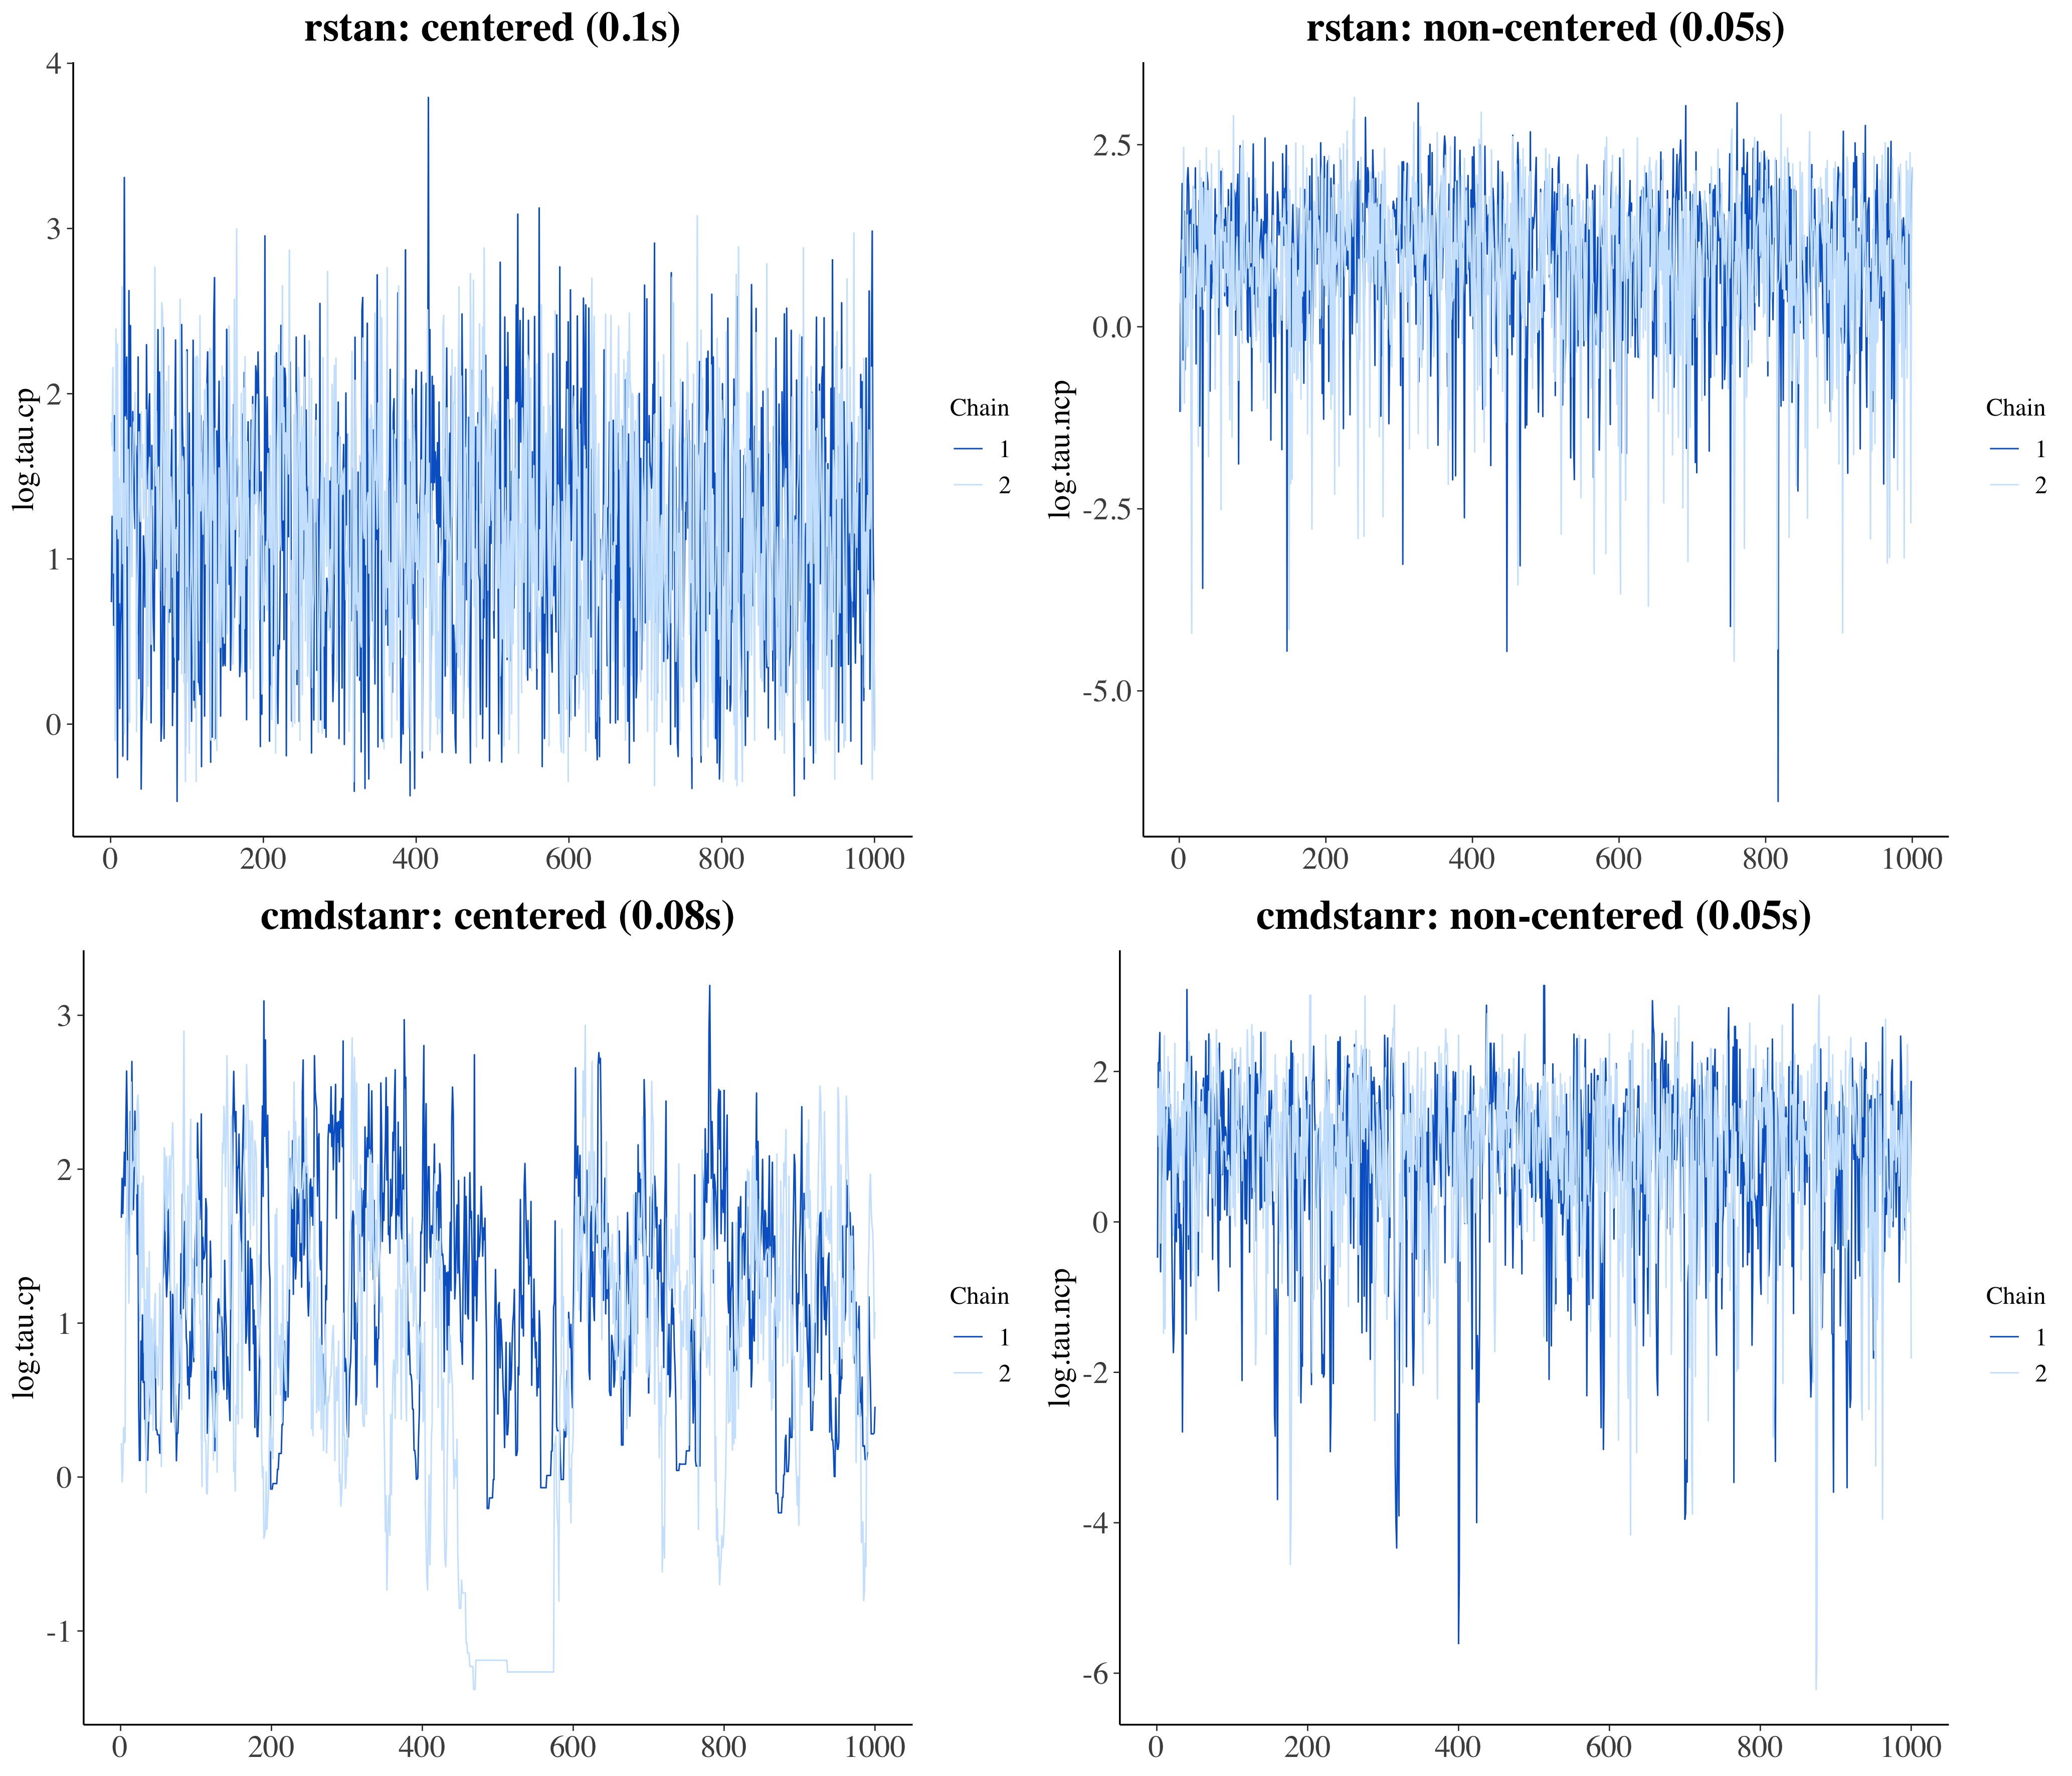 rstan: centered (0.1s)
4
3
2
1
0
log.tau.cp
0 200 400 600 800 1000
Chain
1
2
rstan: non-centered (0.05s)
2.5
0.0
-2.5
-5.0
log.tau.ncp
0 200 400 600 800 1000
Chain
1
2
cmdstanr: centered (0.08s)
3
2
1
0
-1
log.tau.cp
0 200 400 600 800 1000
Chain
1
2
cmdstanr: non-centered (0.05s)
2
0
-2
-4
-6
log.tau.ncp
0 200 400 600 800 1000
Chain
1
2